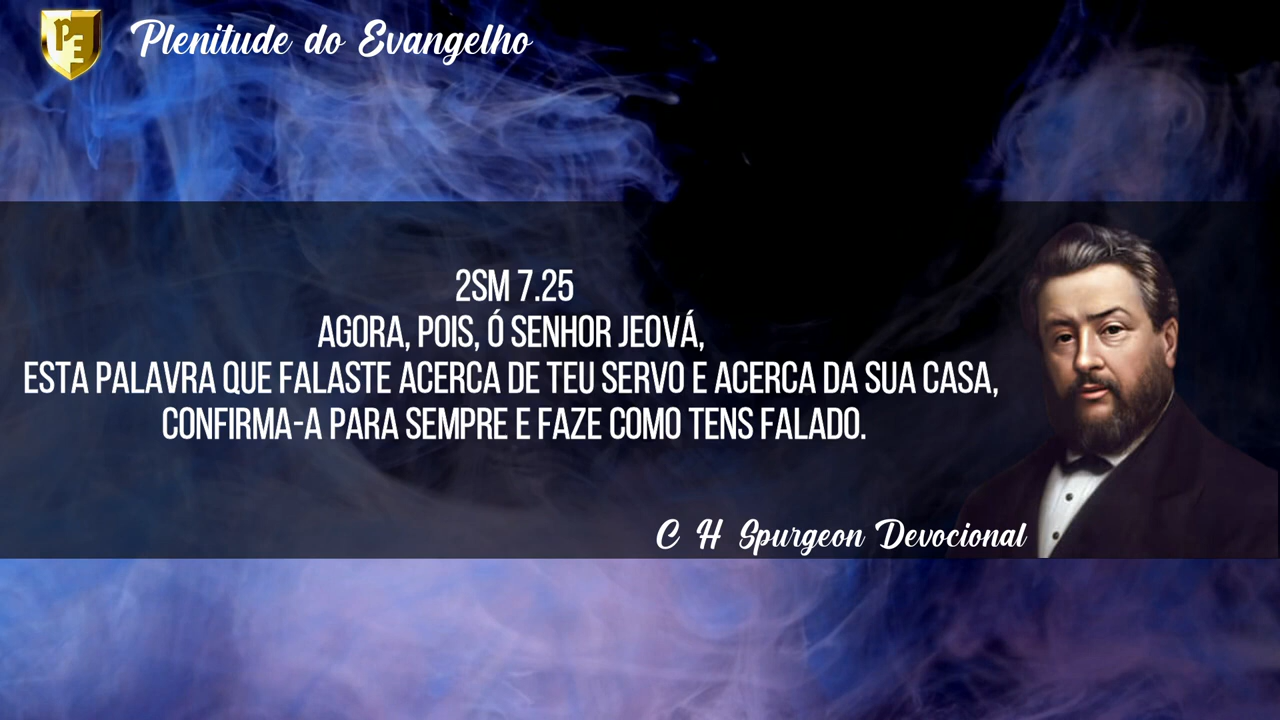 PE
Plenitude do Evangelho
2SM 7.25
AGORA, POIS, Ó SENHOR JEOVÁ,
ESTA PALAVRA QUE FALASTE ACERCA DE TEU SERVO E ACERCA DA SUA CASA,
CONFIRMA-A PARA SEMPRE E FAZE COMO TENS FALADO.
C H Spurgeon Devocional